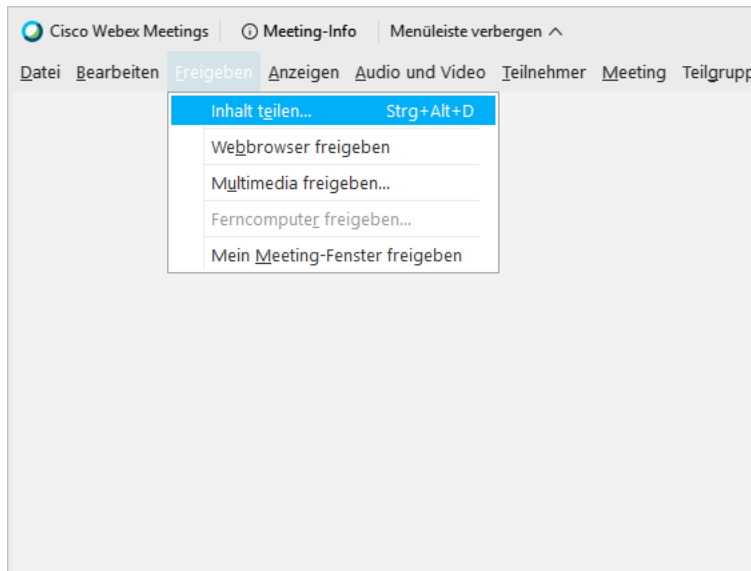 Cisco Webex Meetings Meeting-Info Menüleiste verbergen
Datei Bearbeiten Freigeben Anzeigen Audio und Video Teilnehmer Meeting Teilgrupp
Inhalt teilen... Strg+Alt+D
Webbrowser freigeben
Multimedia freigeben...
Ferncomputer freigeben...
Mein Meeting-Fenster freigeben